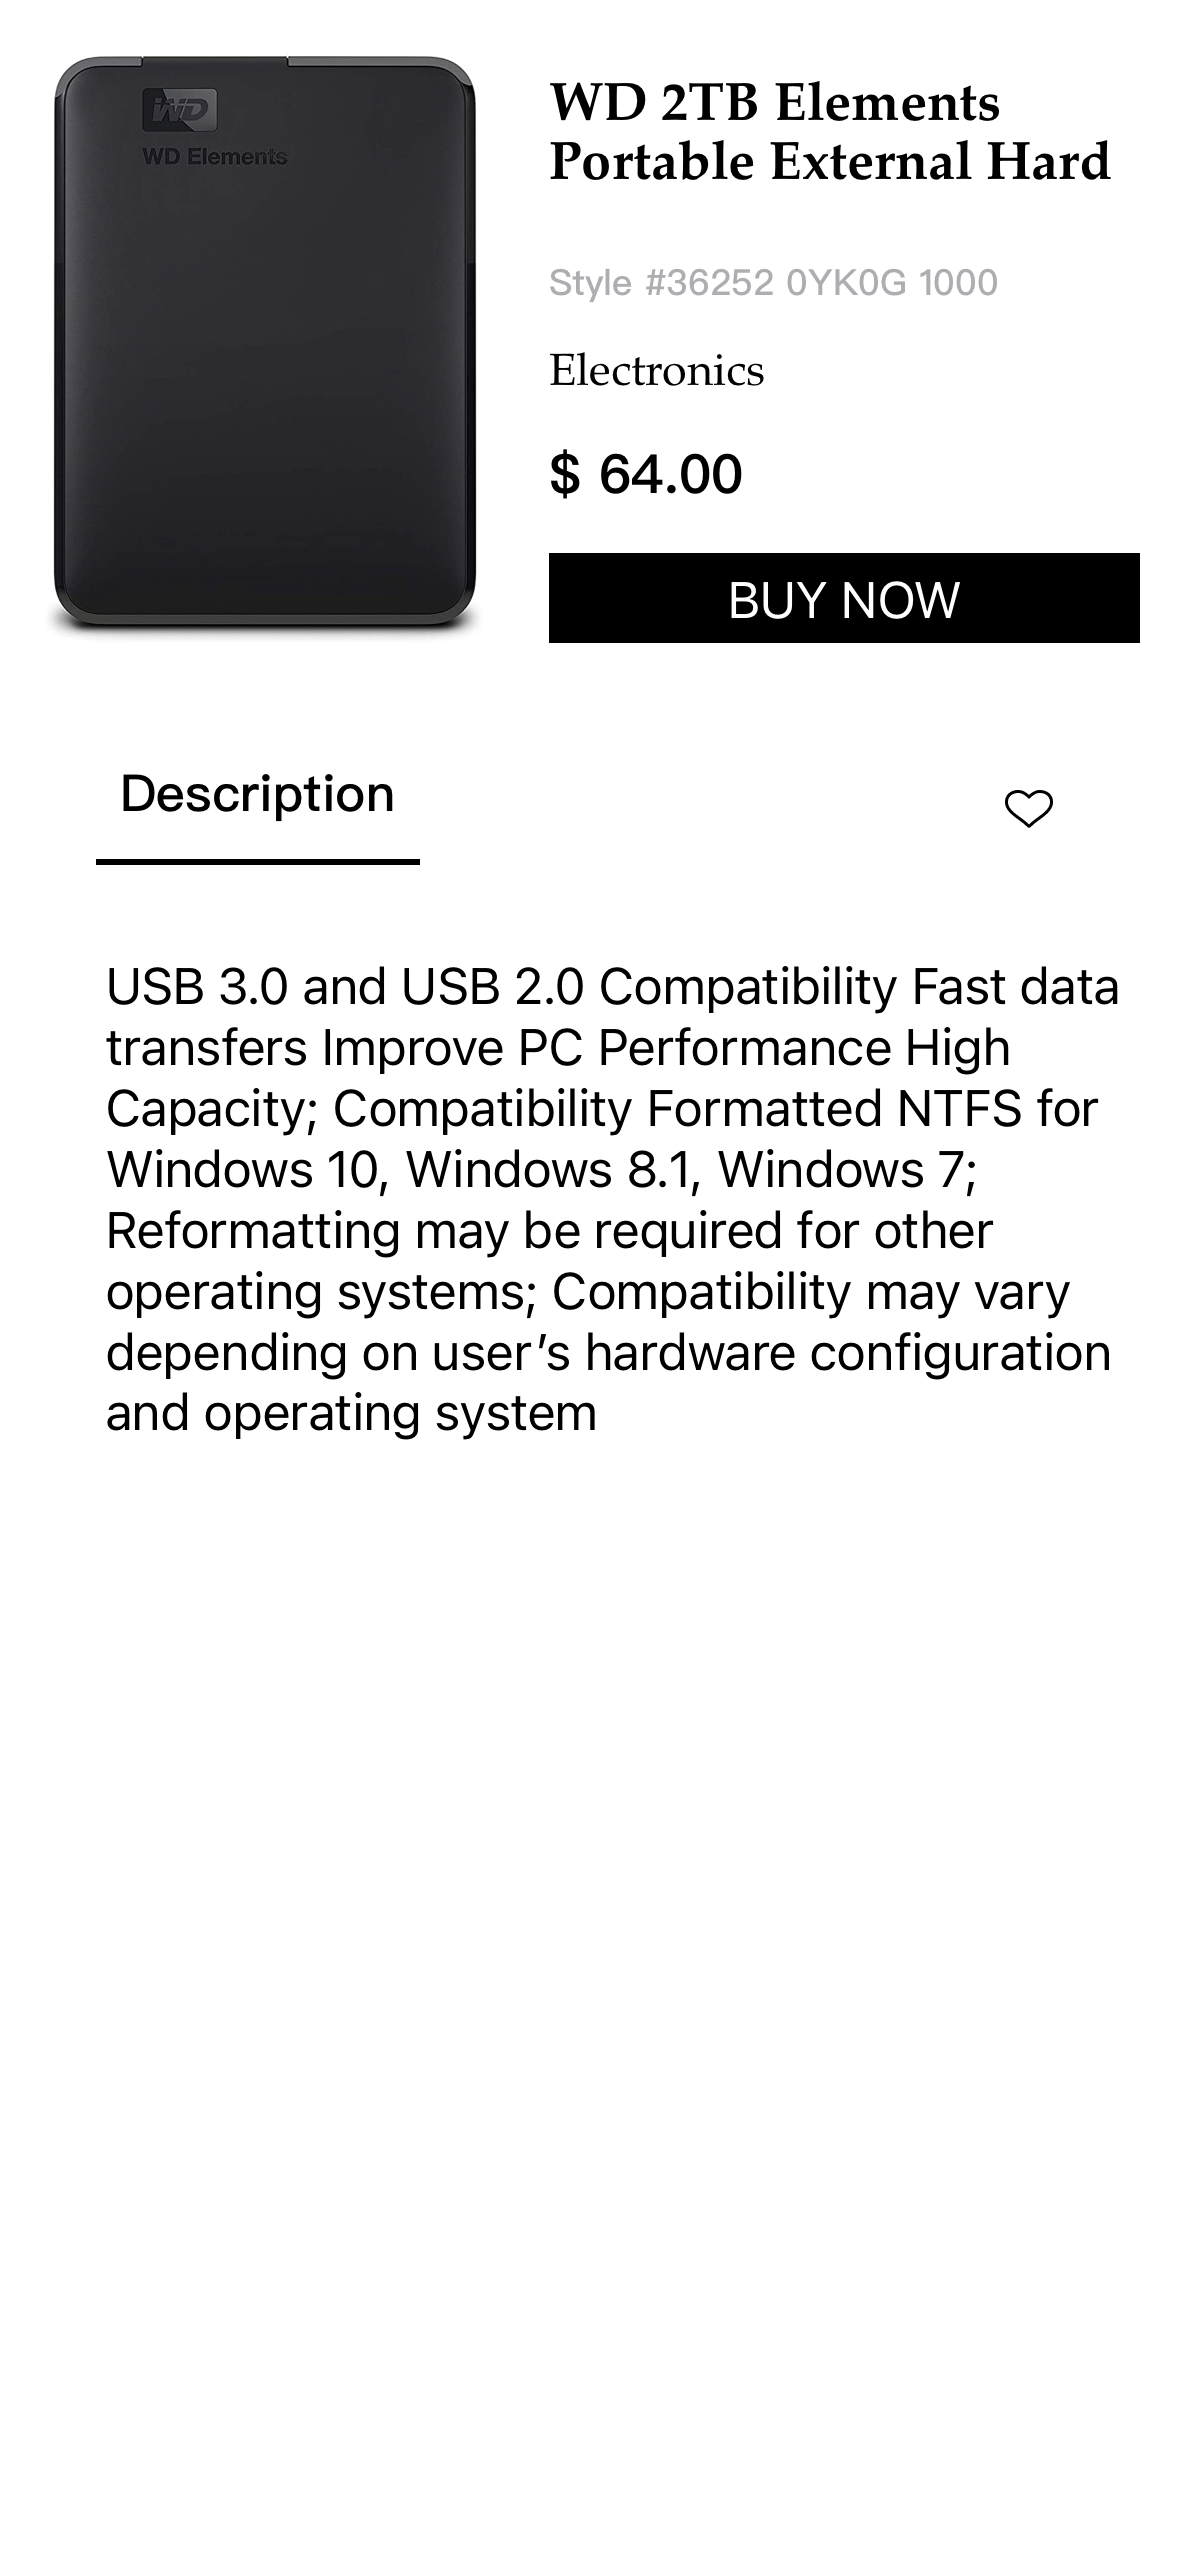 WD
WD Elements
WD 2TB Elements
Portable External Hard
Style #36252 0YK0G 1000
Electronics
$ 64.00
BUY NOW
Description
USB 3.0 and USB 2.0 Compatibility Fast data
transfers Improve PC Performance High
Capacity; Compatibility Formatted NTFS for
Windows 10, Windows 8.1, Windows 7;
Reformatting may be required for other
operating systems; Compatibility may vary
depending on user’s hardware configuration
and operating system